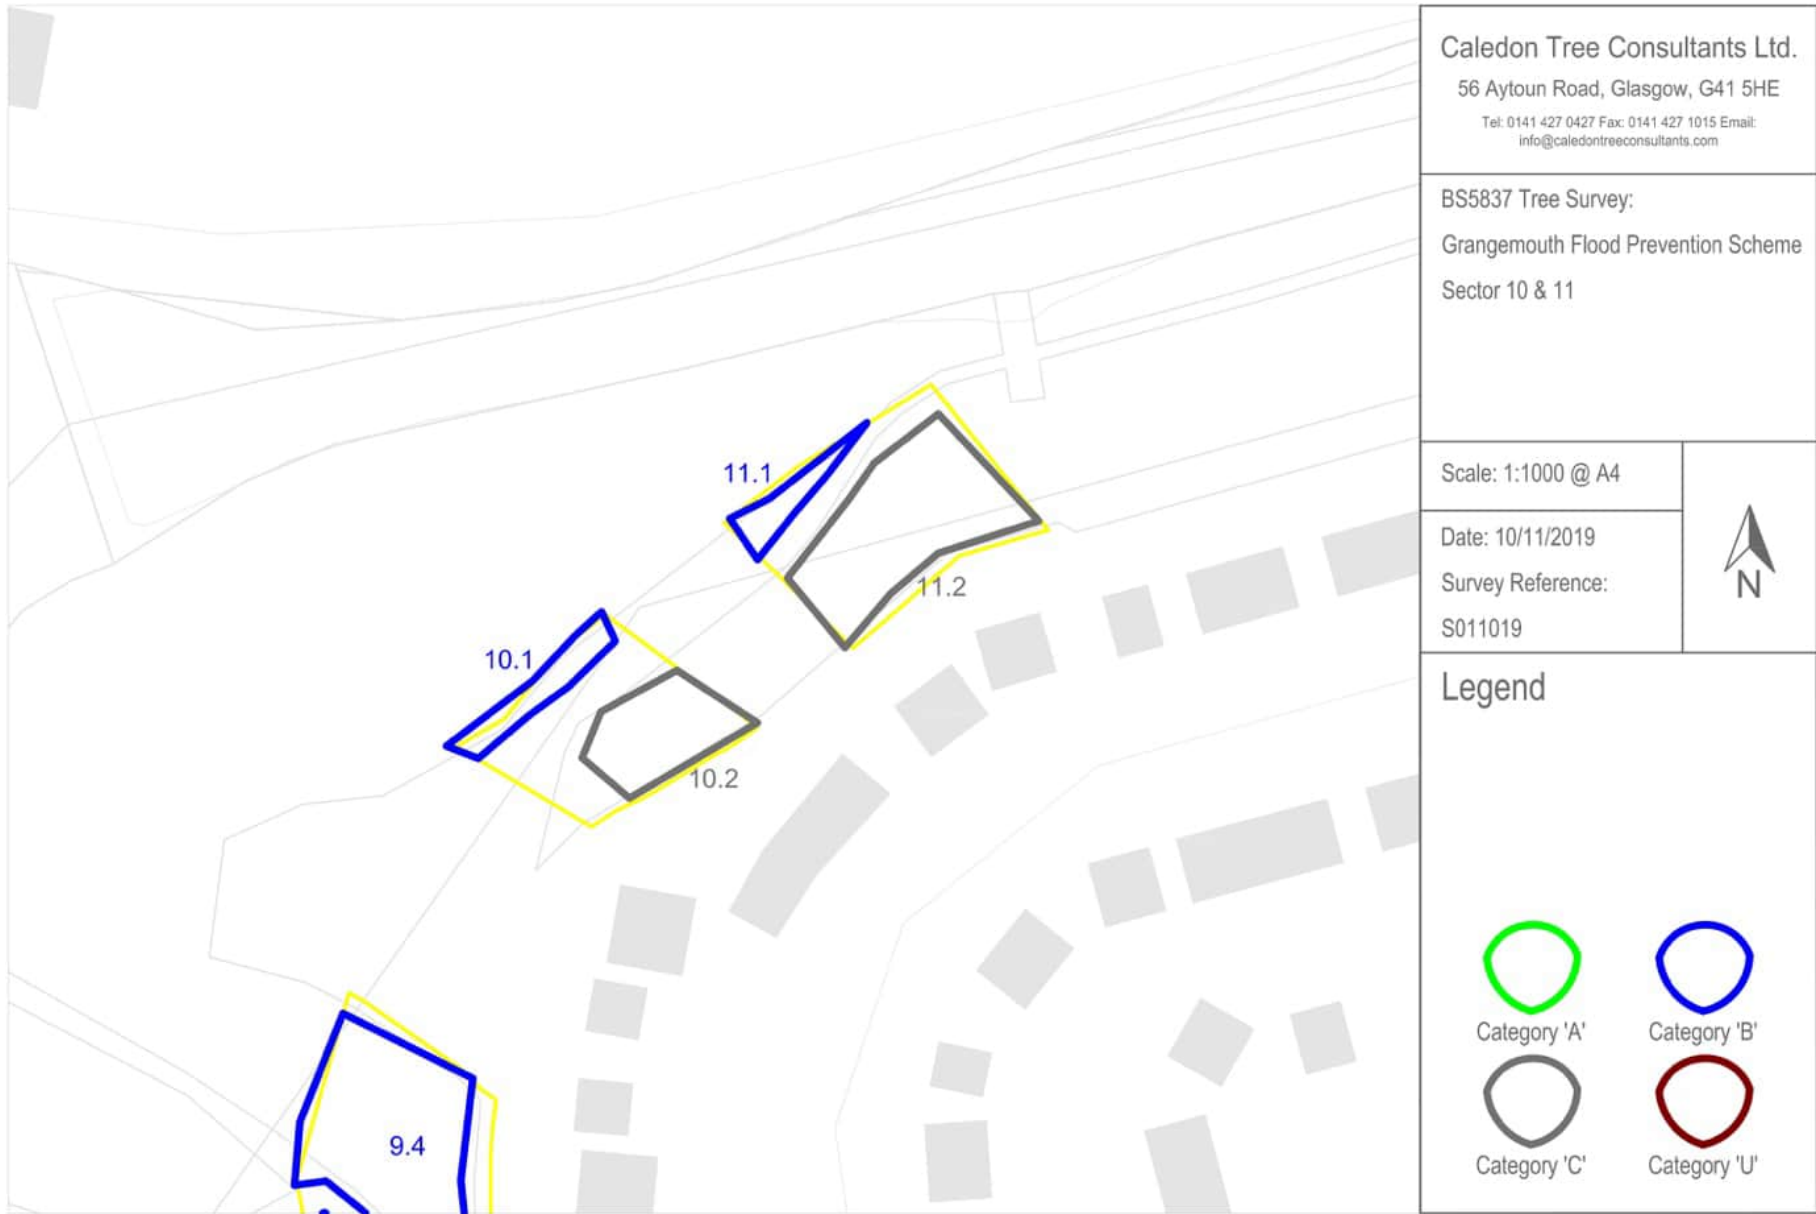 Caledon Tree Consultants Ltd.
56 Aytoun Road, Glasgow, G41 5HE
Tel: 0141 427 0427 Fax: 0141 427 1015 Email:
info@caledontreeconsultants.com
BS5837 Tree Survey:
Grangemouth Flood Prevention Scheme
Sector 10 & 11
Scale: 1:1000 @ A4
Date: 10/11/2019
Survey Reference:
S011019
N
Legend
Category 'A'
Category 'B'
Category 'C'
Category 'U'
11.1
11.2
10.1
10.2
9.4